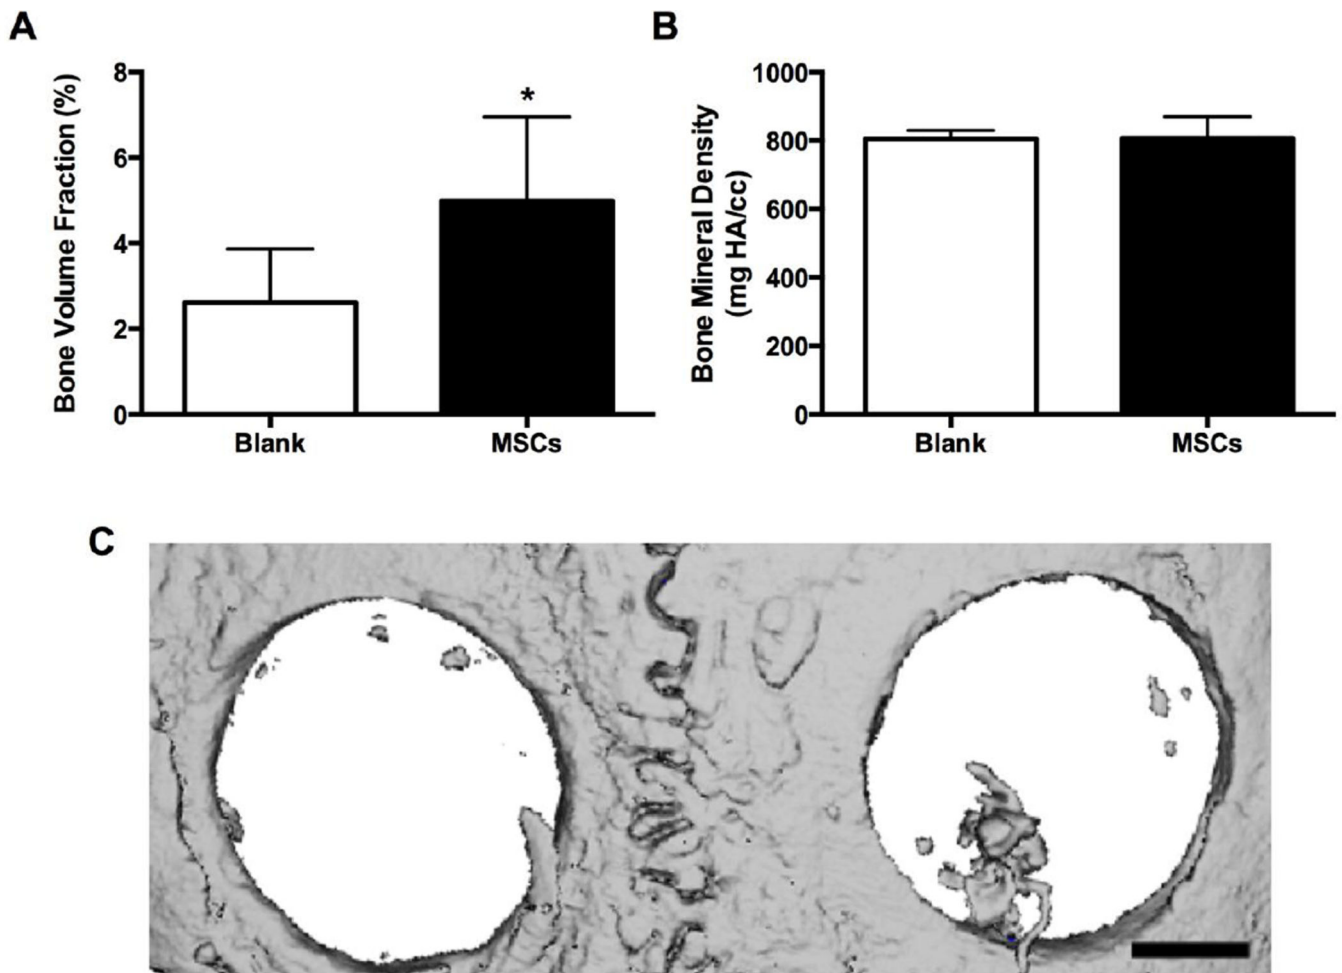 A
Bone Volume Fraction (%)
8
6
4
2
0
*
Blank
MSCs
B
Bone Mineral Density
(mg HA/cc)
1000
800
600
400
200
0
Blank
MSCs
C